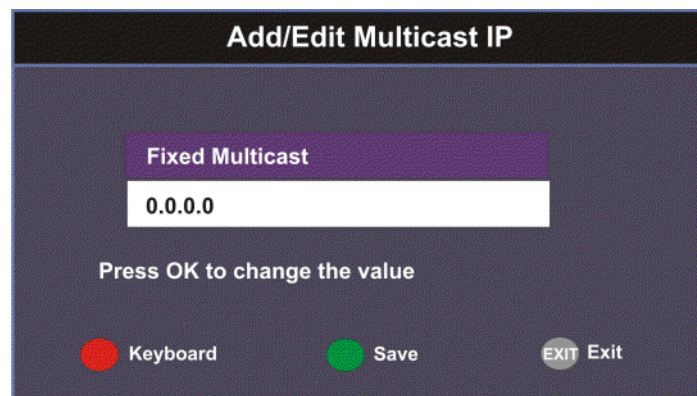 Add/Edit Multicast IP
Fixed Multicast
0.0.0.0
Press OK to change the value
Keyboard Save EXIT Exit